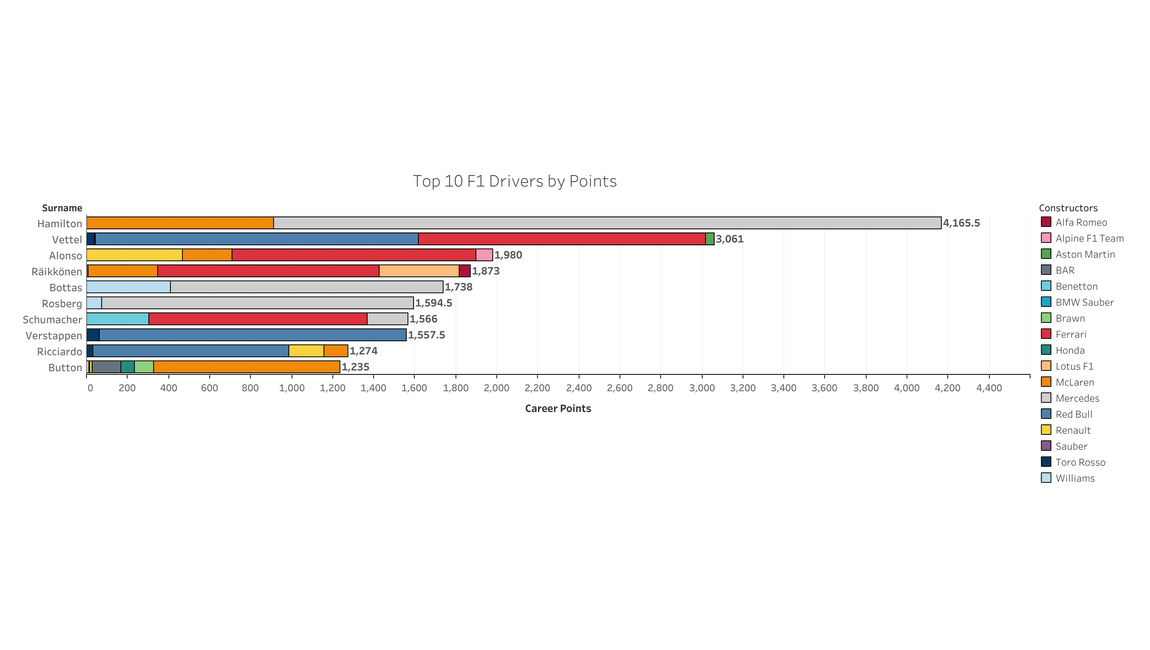 Top 10 F1 Drivers by Points
Surname
Hamilton 4,165.5
Vettel 3,061
Alonso 1,980
Räikkönen 1,873
Bottas 1,738
Rosberg 1,594.5
Schumacher 1,566
Verstappen 1,557.5
Ricciardo 1,274
Button 1,235
0 200 400 600 800 1,000 1,200 1,400 1,600 1,800 2,000 2,200 2,400 2,600 2,800 3,000 3,200 3,400 3,600 3,800 4,000 4,200 4,400
Career Points
Constructors
Alfa Romeo
Alpine F1 Team
Aston Martin
BAR
Benetton
BMW Sauber
Brawn
Ferrari
Honda
Lotus F1
McLaren
Mercedes
Red Bull
Renault
Sauber
Toro Rosso
Williams